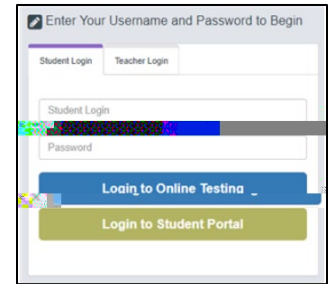 Enter Your Username and Password to Begin
Student Login Teacher Login
Student Login
Password
Login to Online Testing
Login to Student Portal